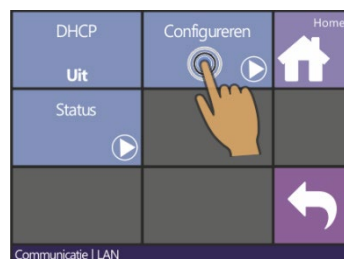 DHCP
Uit
Configureren
Home
Status
Communicatie | LAN